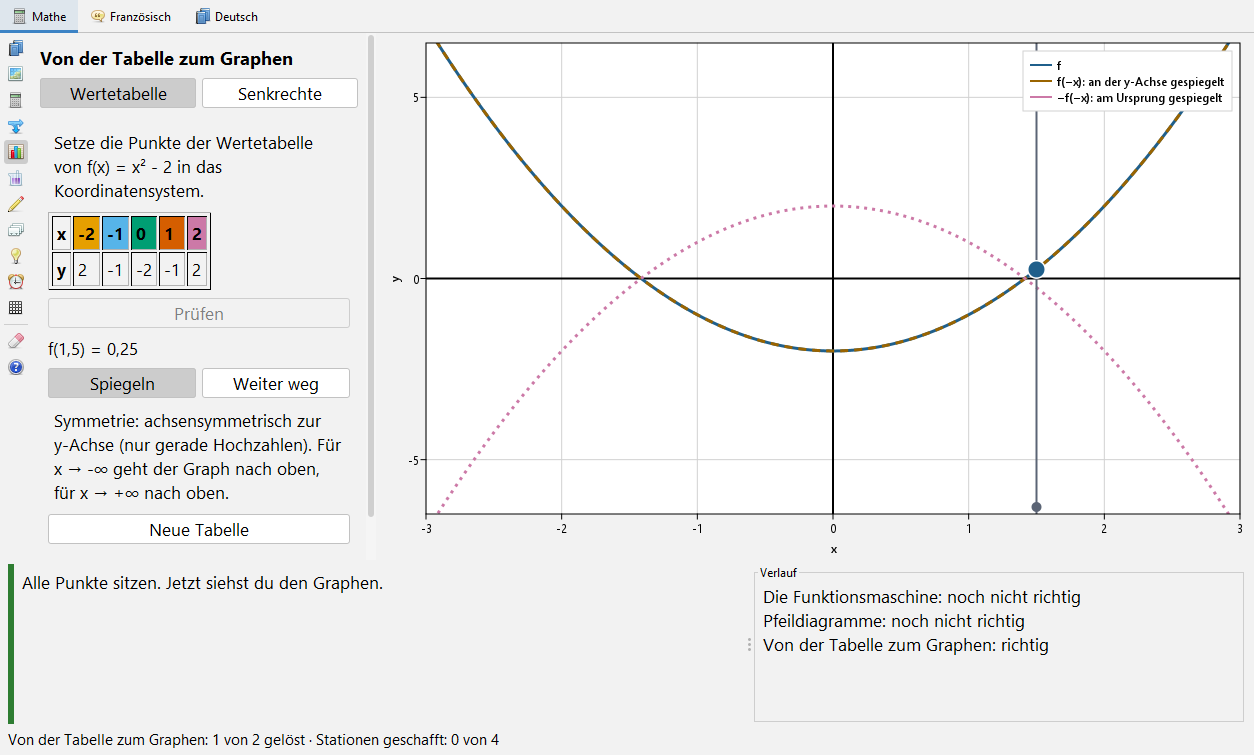 Mathe
Französisch
Deutsch
Von der Tabelle zum Graphen
Wertetabelle
Senkrechte
Setze die Punkte der Wertetabelle
von f(x) = x² - 2 in das
Koordinatensystem.
x -2 -1 0 1 2
y 2 -1 -2 -1 2
Prüfen
f(1,5) = 0,25
Spiegeln
Weiter weg
Symmetrie: achsensymmetrisch zur
y-Achse (nur gerade Hochzahlen). Für
x → -∞ geht der Graph nach oben,
für x → +∞ nach oben.
Neue Tabelle
f
f(−x): an der y-Achse gespiegelt
−f(−x): am Ursprung gespiegelt
5
0
-5
y
-3 -2 -1 0 1 2 3
x
Alle Punkte sitzen. Jetzt siehst du den Graphen.
Verlauf
Die Funktionsmaschine: noch nicht richtig
Pfeildiagramme: noch nicht richtig
Von der Tabelle zum Graphen: richtig
Von der Tabelle zum Graphen: 1 von 2 gelöst · Stationen geschafft: 0 von 4